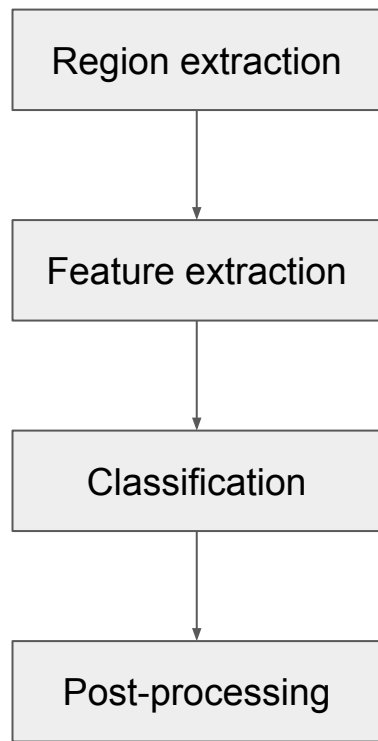 Region extraction
Feature extraction
Classification
Post-processing